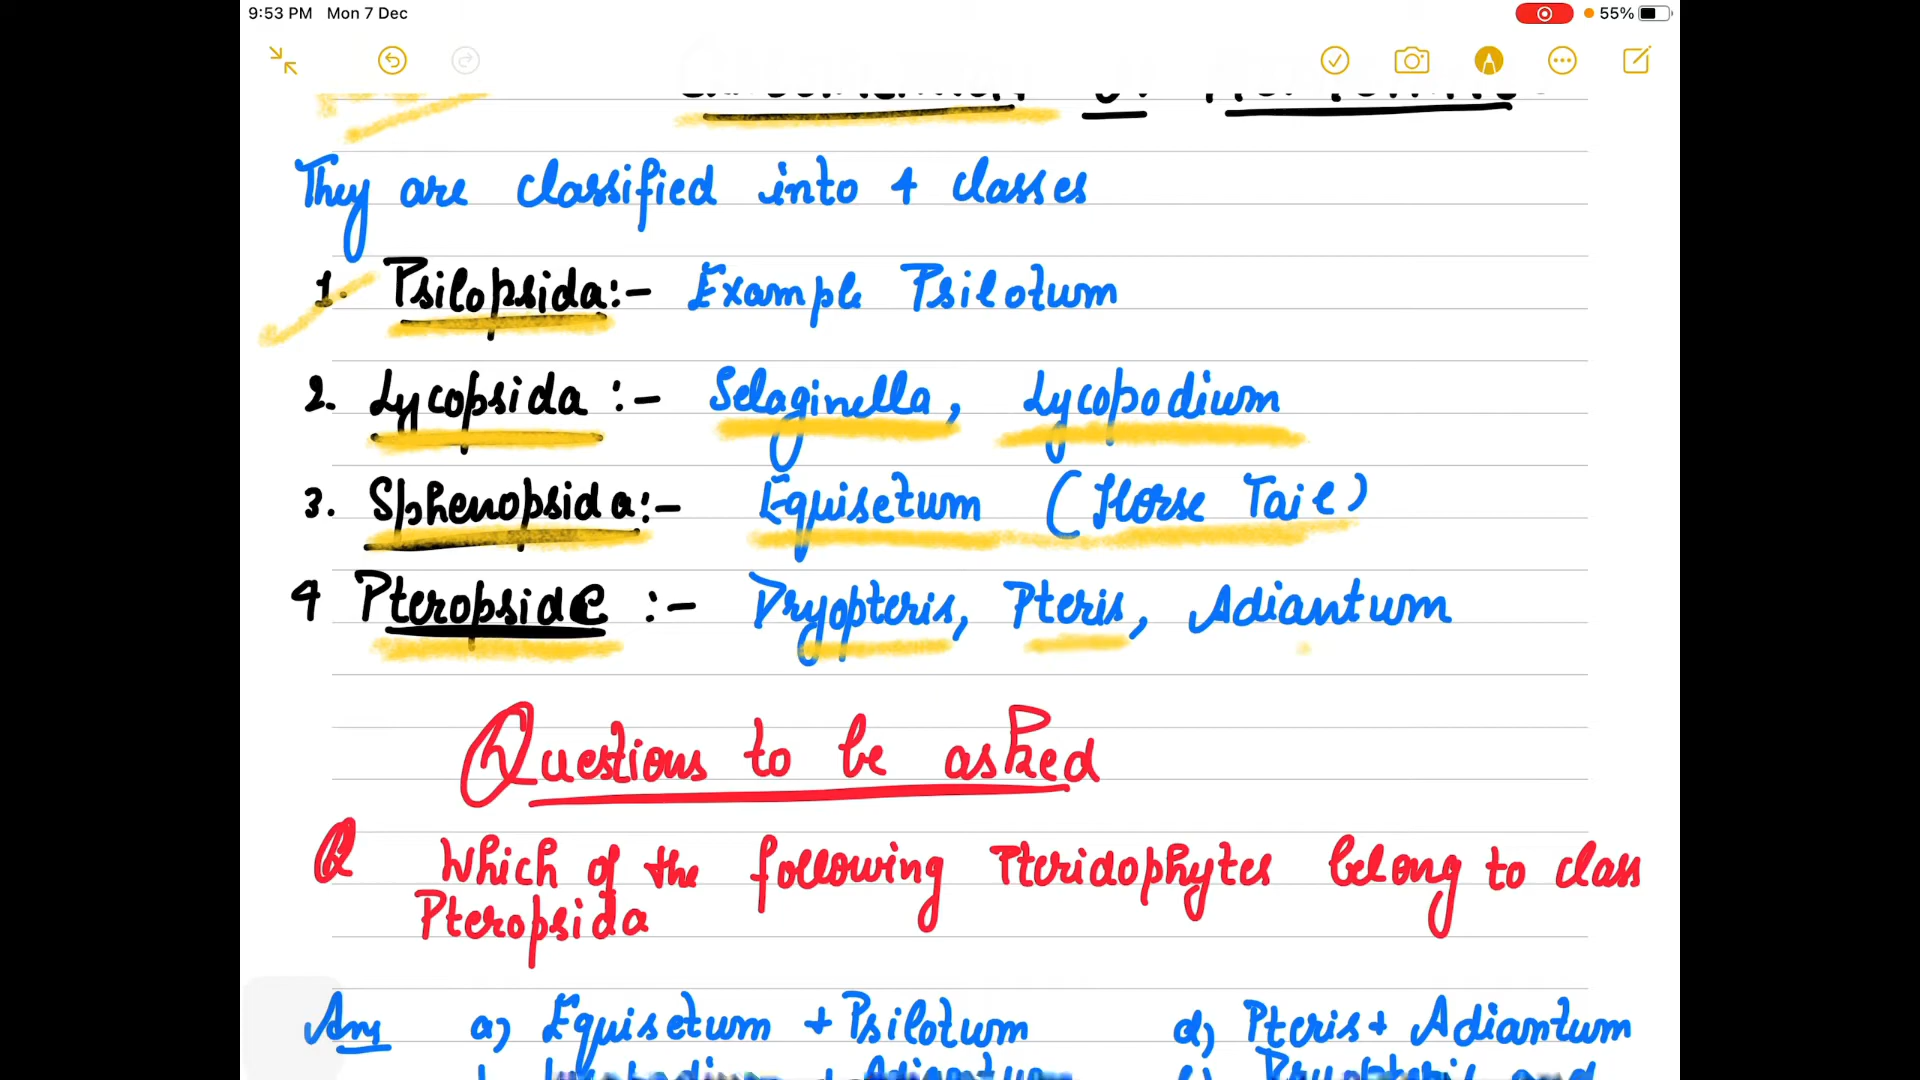 9:53 PM Mon 7 Dec
55%
They are classified into 4 classes
1. Psilopsida:- Example Psilotum
2. Lycopsida :- Selaginella, Lycopodium
3. Sphenopsida:- Equisetum (Horse Tail)
4 Pteropside :- Dryopteris, Pteris, Adiantum
Questions to be asked
Q Which of the following Pteridophytes belong to class
Pteropsida
Ans a) Equisetum + Psilotum d) Pteris + Adiantum